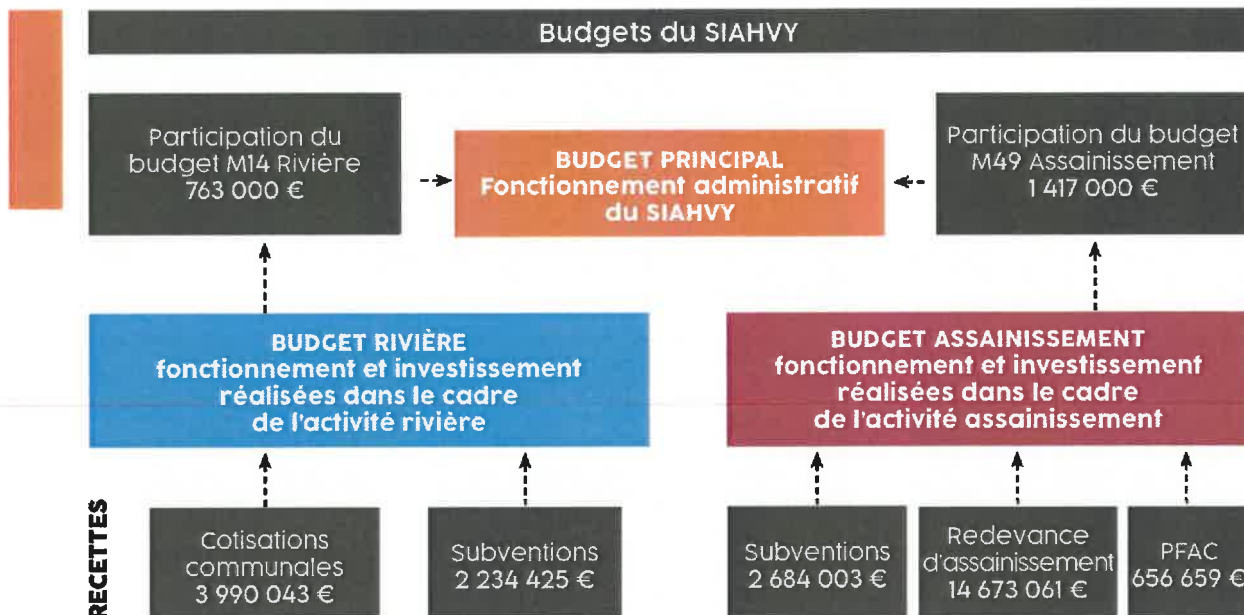 Budgets du SIAHVY
Participation du
budget M14 Rivière
763 000 €
BUDGET PRINCIPAL
Fonctionnement administratif
du SIAHVY
Participation du budget
M49 Assainissement
1 417 000 €
BUDGET RIVIÈRE
fonctionnement et investissement
réalisées dans le cadre
de l'activité rivière
BUDGET ASSAINISSEMENT
fonctionnement et investissement
réalisées dans le cadre
de l'activité assainissement
RECETTES
Cotisations
communales
3 990 043 €
Subventions
2 234 425 €
Subventions
2 684 003 €
Redevance
d'assainissement
14 673 061 €
PFAC
656 659 €